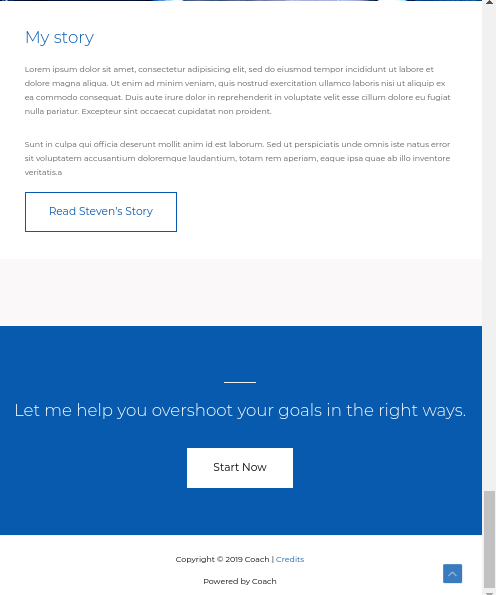 My story
Lorem ipsum dolor sit amet, consectetur adipisicing elit, sed do eiusmod tempor incididunt ut labore et
dolore magna aliqua. Ut enim ad minim veniam, quis nostrud exercitation ullamco laboris nisi ut aliquip ex
ea commodo consequat. Duis aute irure dolor in reprehenderit in voluptate velit esse cillum dolore eu fugiat
nulla pariatur. Excepteur sint occaecat cupidatat non proident.
Sunt in culpa qui officia deserunt mollit anim id est laborum. Sed ut perspiciatis unde omnis iste natus error
sit voluptatem accusantium doloremque laudantium, totam rem aperiam, eaque ipsa quae ab illo inventore
veritatis.a
Read Steven's Story
Let me help you overshoot your goals in the right ways.
Start Now
Copyright © 2019 Coach | Credits
Powered by Coach